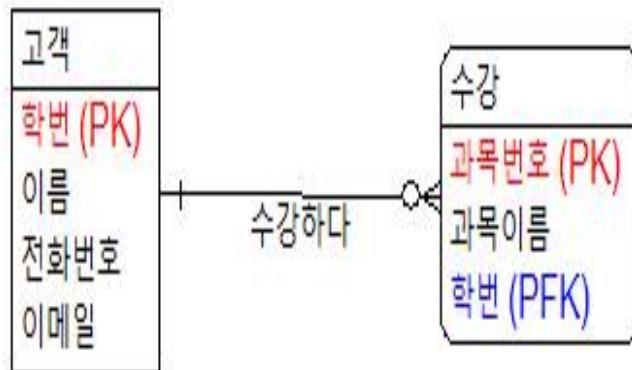 고객
학번 (PK)
이름
전화번호
이메일
수강하다
수강
과목번호 (PK)
과목이름
학번 (PFK)